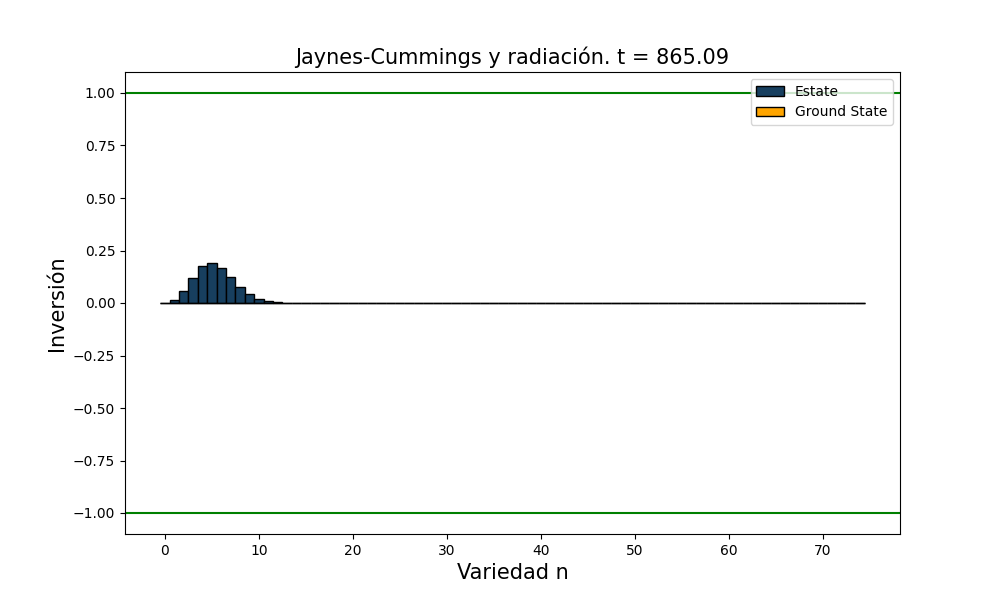 Jaynes-Cummings y radiación. t = 865.09
Estate
Ground State
Inversión
1.00
0.75
0.50
0.25
0.00
−0.25
−0.50
−0.75
−1.00
0 10 20 30 40 50 60 70
Variedad n